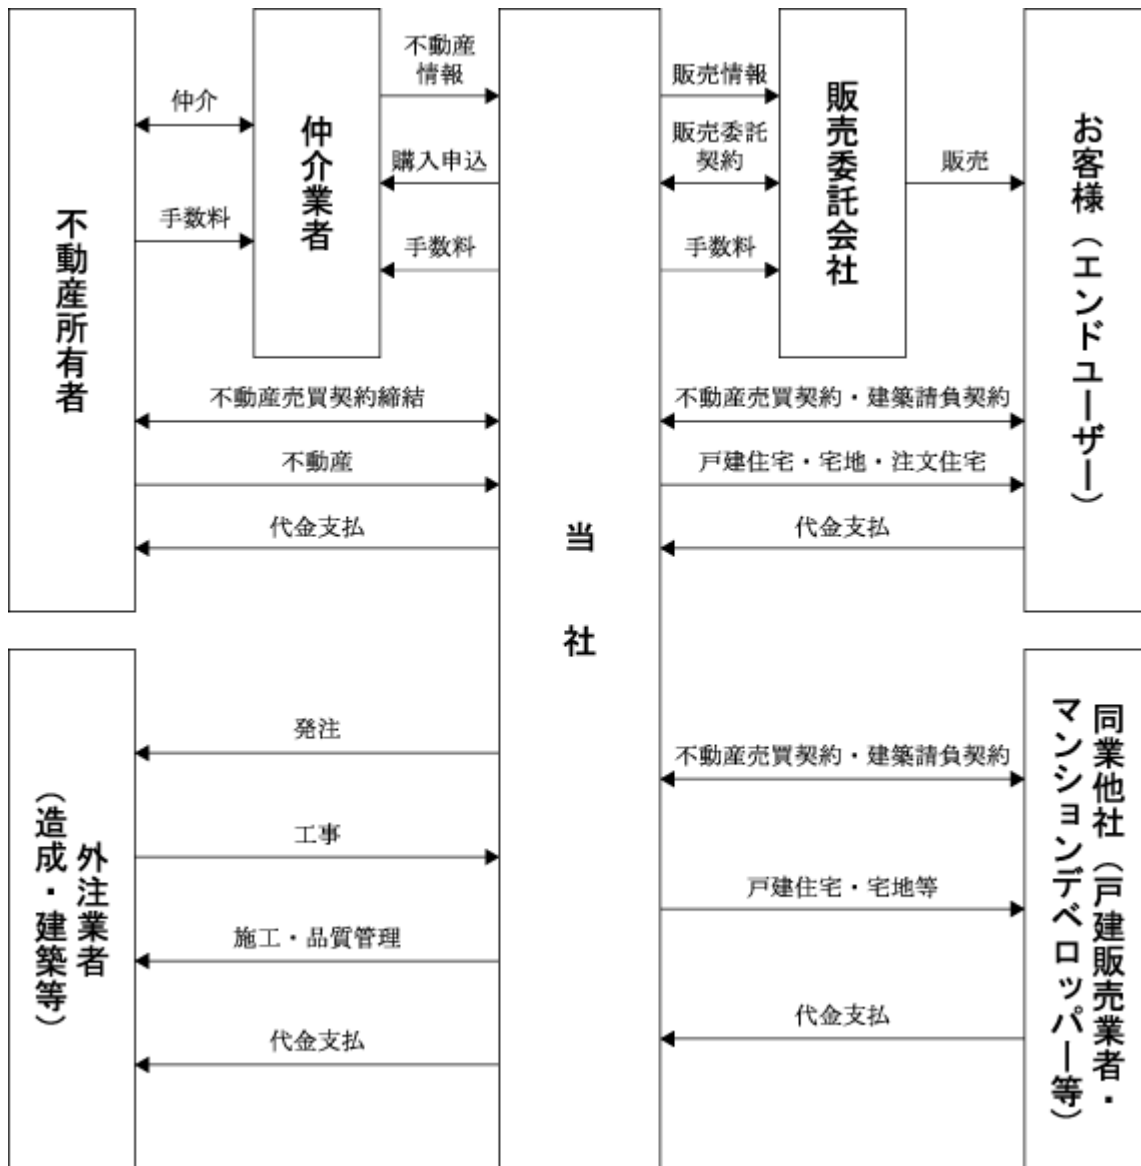 不動産所有者
仲介
手数料
仲介業者
不動産
情報
購入申込
手数料
不動産売買契約締結
不動産
代金支払
当社
販売情報
販売委託
契約
手数料
販売委託会社
販売
お客様（エンドユーザー）
不動産売買契約・建築請負契約
戸建住宅・宅地・注文住宅
代金支払
外注業者
（造成・建築等）
発注
工事
施工・品質管理
代金支払
不動産売買契約・建築請負契約
戸建住宅・宅地等
代金支払
同業他社（戸建販売業者・
マンションデベロッパー等）